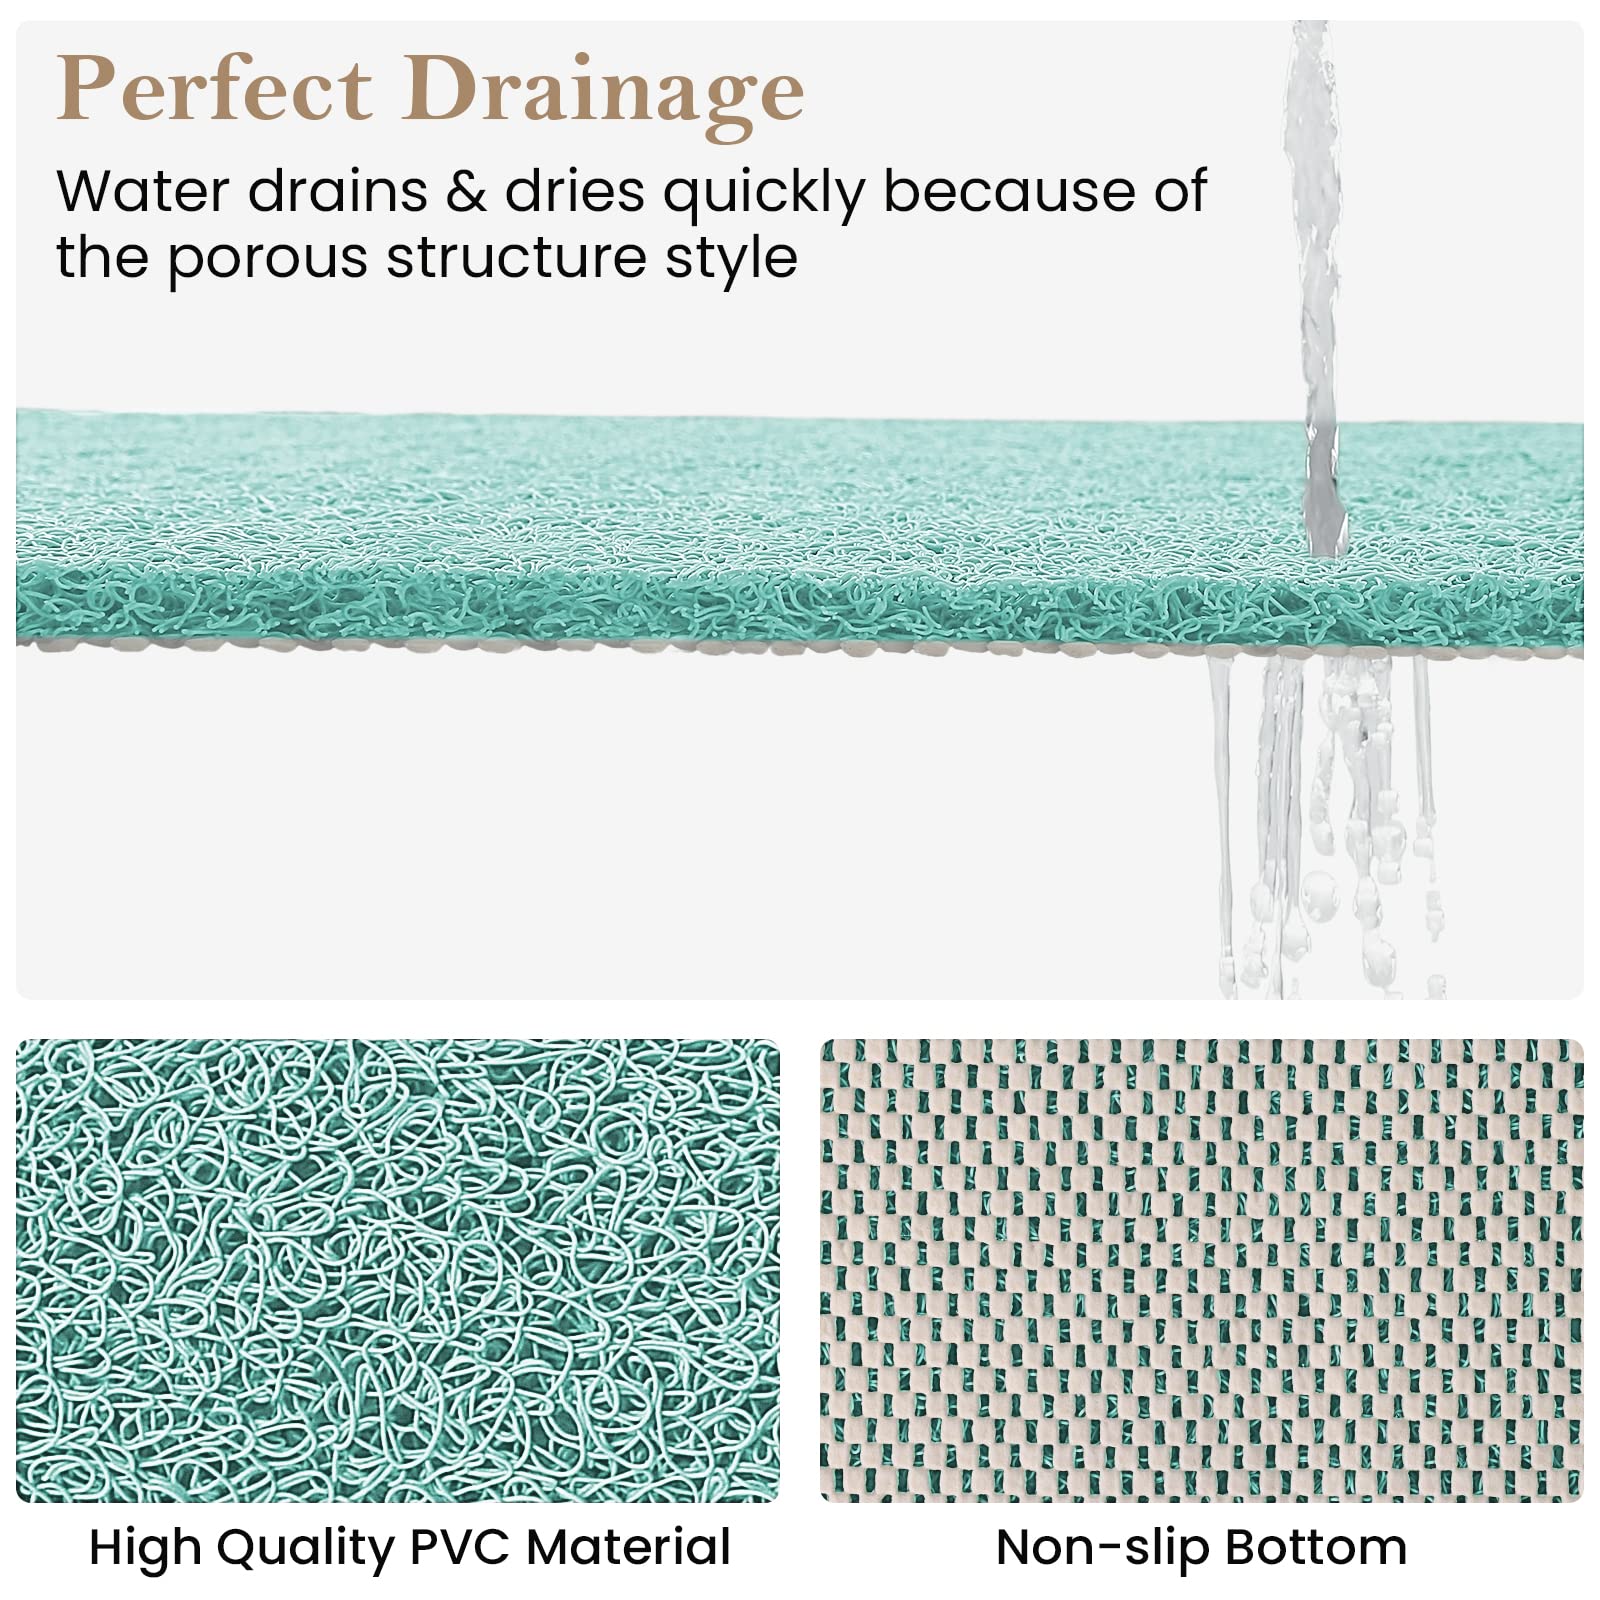 Perfect Drainage
Water drains & dries quickly because of
the porous structure style
High Quality PVC Material
Non-slip Bottom